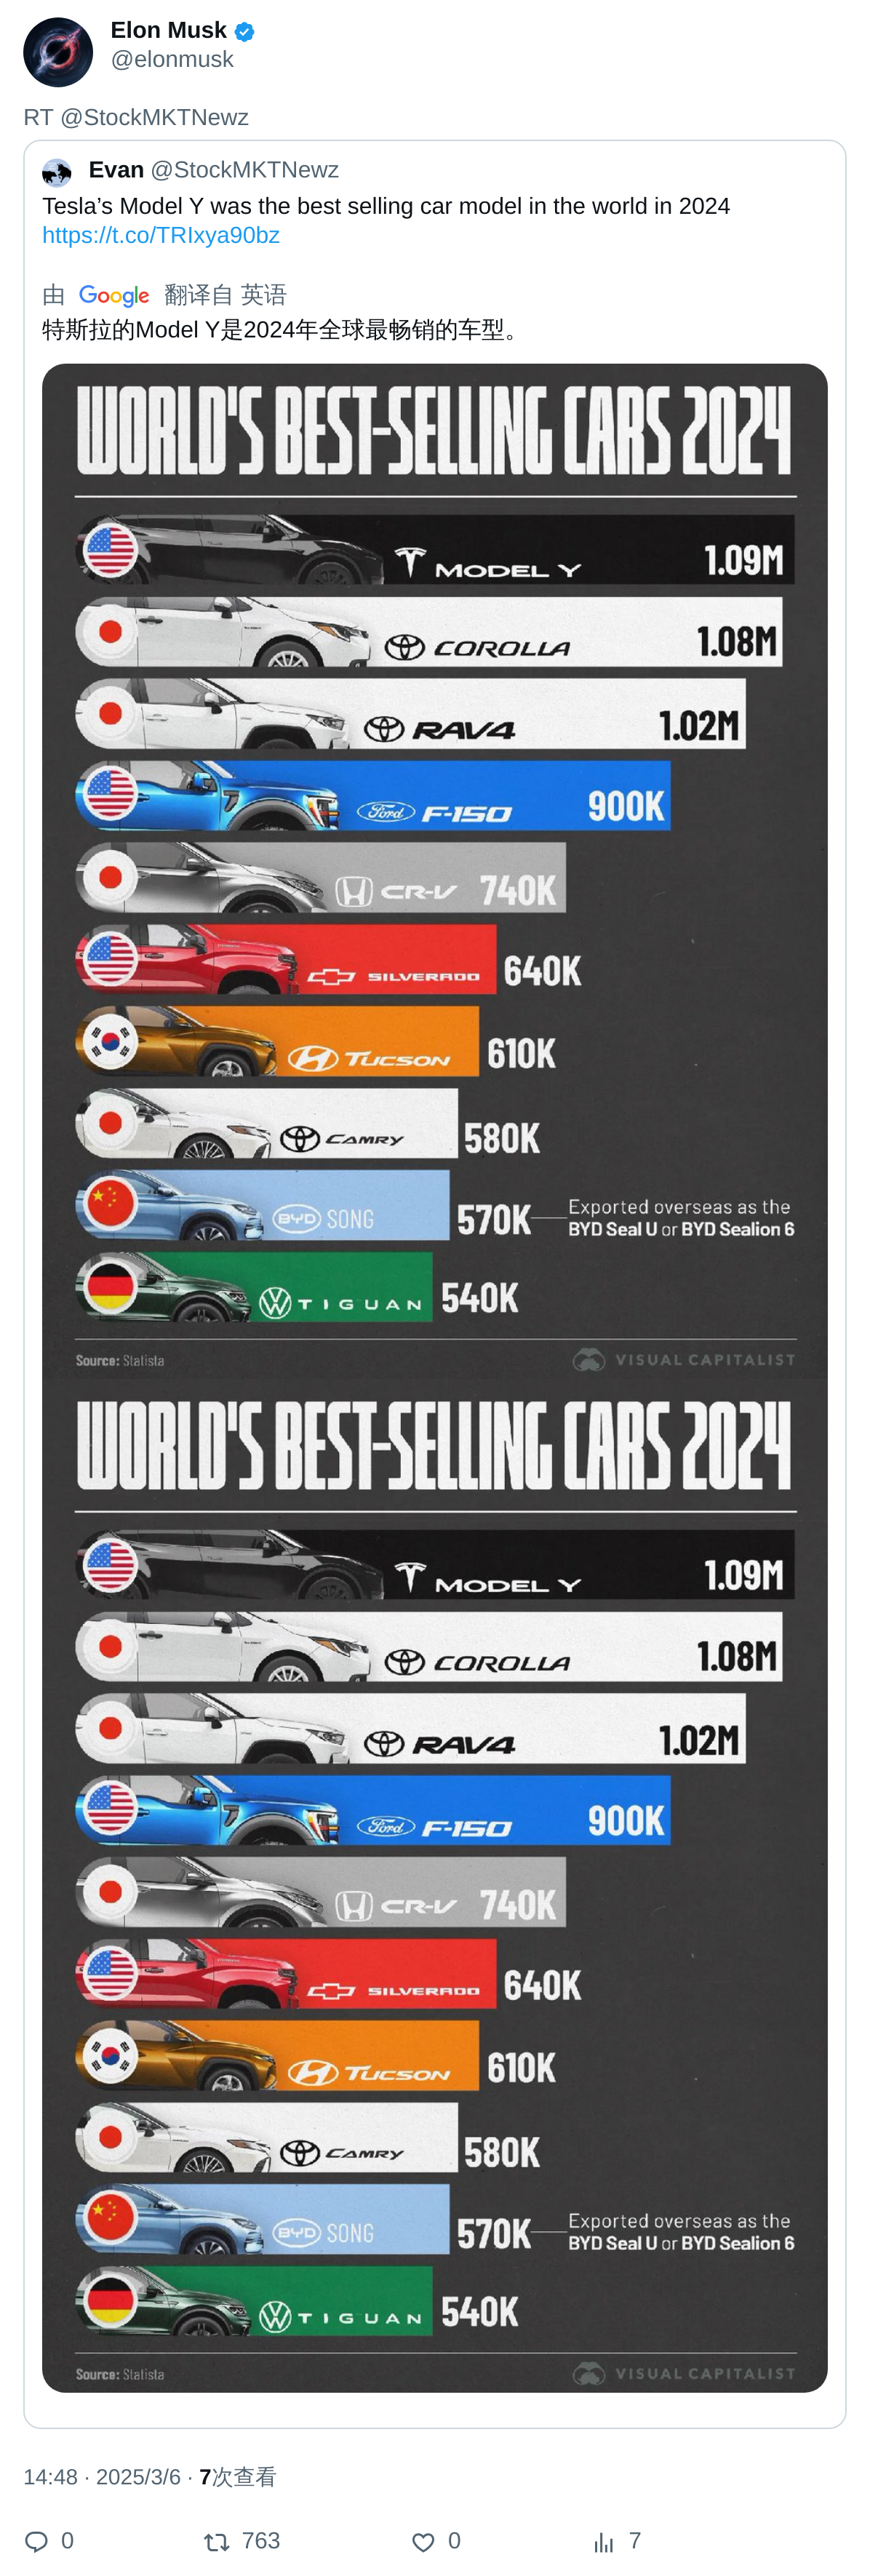 Elon Musk
@elonmusk
RT @StockMKTNewz
Evan @StockMKTNewz
Tesla’s Model Y was the best selling car model in the world in 2024
https://t.co/TRIxya90bz
由 Google 翻译自 英语
特斯拉的Model Y是2024年全球最畅销的车型。
WORLD'S BEST-SELLING CARS 2024
MODEL Y 1.09M
COROLLA 1.08M
RAV4 1.02M
Ford F-150 900K
CR-V 740K
SILVERADO 640K
TUCSON 610K
CAMRY 580K
BYD SONG 570K Exported overseas as the
BYD Seal U or BYD Sealion 6
TIGUAN 540K
Source: Statista VISUAL CAPITALIST
WORLD'S BEST-SELLING CARS 2024
MODEL Y 1.09M
COROLLA 1.08M
RAV4 1.02M
Ford F-150 900K
CR-V 740K
SILVERADO 640K
TUCSON 610K
CAMRY 580K
BYD SONG 570K Exported overseas as the
BYD Seal U or BYD Sealion 6
TIGUAN 540K
Source: Statista VISUAL CAPITALIST
14:48 · 2025/3/6 · 7次查看
0 763 0 7